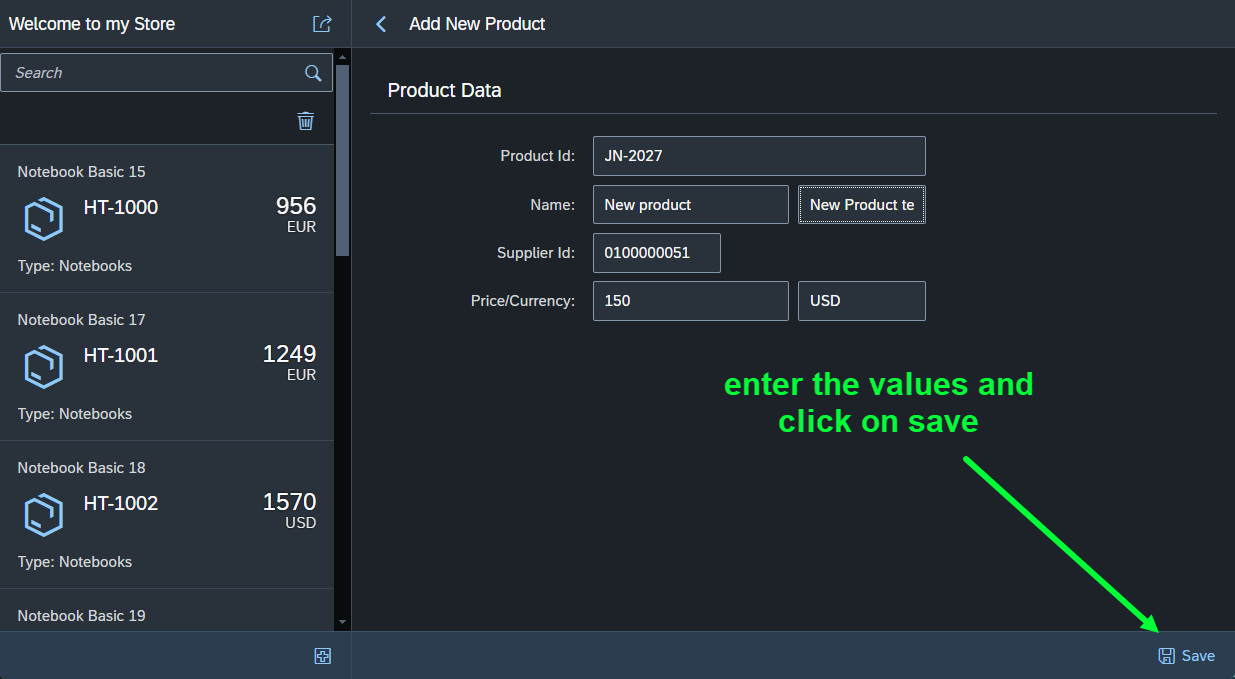 Welcome to my Store
Add New Product
Search
Notebook Basic 15
HT-1000
956
EUR
Type: Notebooks
Notebook Basic 17
HT-1001
1249
EUR
Type: Notebooks
Notebook Basic 18
HT-1002
1570
USD
Type: Notebooks
Notebook Basic 19
Product Data
Product Id: JN-2027
Name: New product New Product te
Supplier Id: 0100000051
Price/Currency: 150 USD
enter the values and
click on save
Save